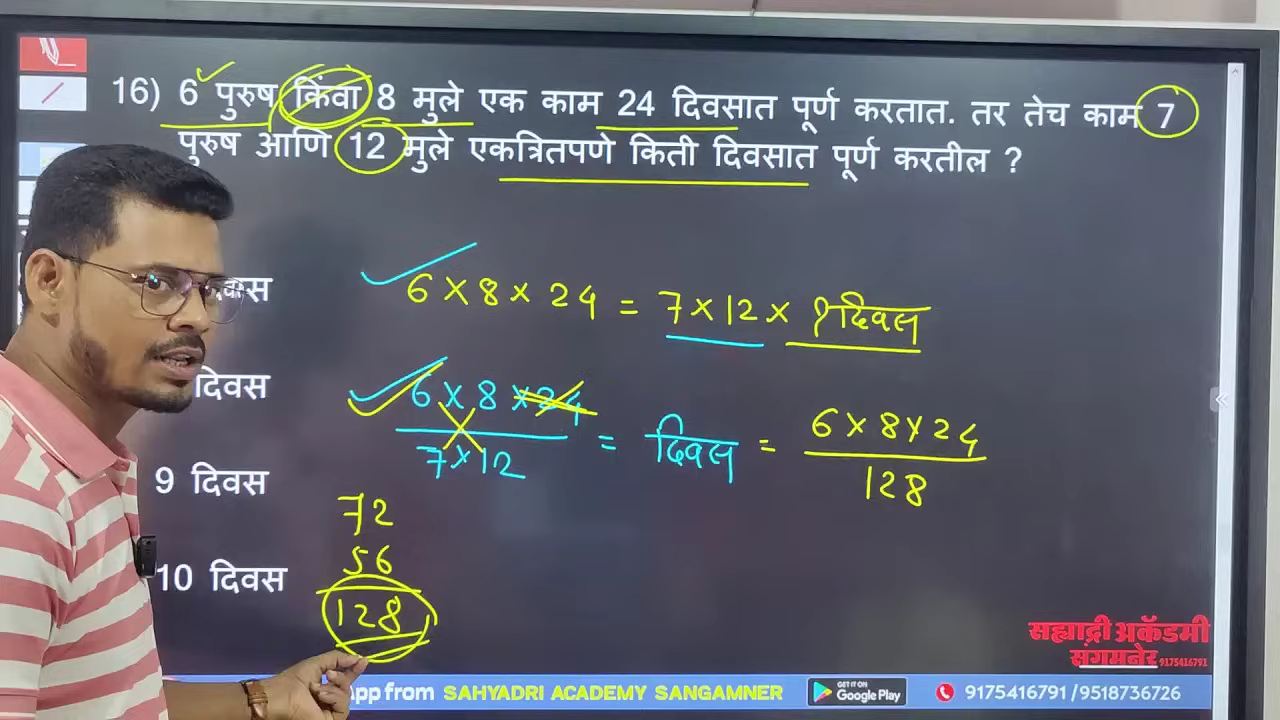 16) 6 पुरुष किंवा 8 मुले एक काम 24 दिवसात पूर्ण करतात. तर तेच काम 7
पुरुष आणि 12 मुले एकत्रितपणे किती दिवसात पूर्ण करतील ?
6 × 8 × 24 = 7 × 12 × ? दिवस
दिवस
6 × 8 × 24
7 × 12
= दिवस =
6 × 8 × 24
128
9 दिवस
72
56
128
10 दिवस
सह्याद्री अकॅडमी
संगमनेर 9175416791
App from SAHYADRI ACADEMY SANGAMNER
GET IT ON
Google Play
9175416791 /9518736726